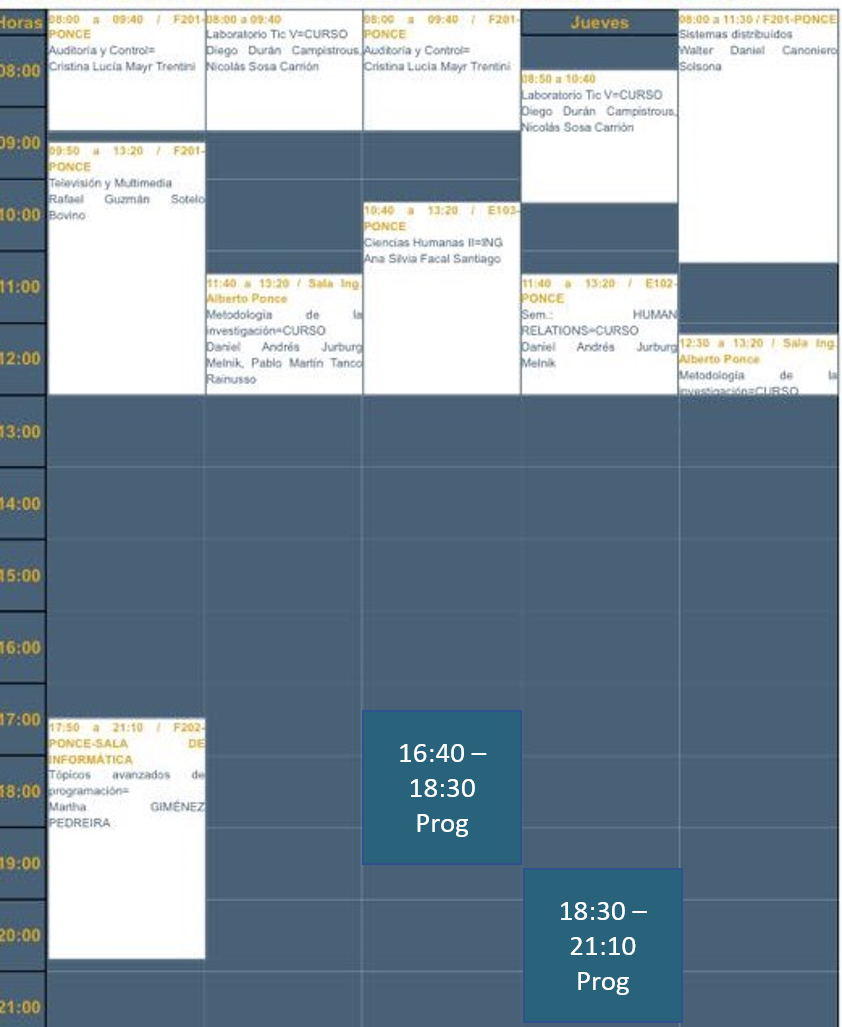 Horas
08:00
09:00
10:00
11:00
12:00
13:00
14:00
15:00
16:00
17:00
18:00
19:00
20:00
21:00
08:00 a 09:40 / F201-
PONCE
Auditoría y Control=
Cristina Lucía Mayr Trentini
09:50 a 13:20 / F201-
PONCE
Televisión y Multimedia
Rafael Guzmán Sotelo
Bovino
17:50 a 21:10 / F202-
PONCE-SALA DE
INFORMÁTICA
Tópicos avanzados de
programación=
Martha GIMÉNEZ
PEDREIRA
08:00 a 09:40
Laboratorio Tic V=CURSO
Diego Durán Campistrous,
Nicolás Sosa Carrión
11:40 a 13:20 / Sala Ing.
Alberto Ponce
Metodología de la
investigación=CURSO
Daniel Andrés Jurburg
Melnik, Pablo Martín Tanco
Rainusso
08:00 a 09:40 / F201-
PONCE
Auditoría y Control=
Cristina Lucía Mayr Trentini
10:40 a 13:20 / E103-
PONCE
Ciencias Humanas II=ING
Ana Silvia Facal Santiago
16:40 –
18:30
Prog
Jueves
08:50 a 10:40
Laboratorio Tic V=CURSO
Diego Durán Campistrous,
Nicolás Sosa Carrión
11:40 a 13:20 / E102-
PONCE
Sem.: HUMAN
RELATIONS=CURSO
Daniel Andrés Jurburg
Melnik
18:30 –
21:10
Prog
08:00 a 11:30 / F201-PONCE
Sistemas distribuídos
Walter Daniel Canoniero
Solsona
12:30 a 13:20 / Sala Ing.
Alberto Ponce
Metodología de la
investigación=CURSO